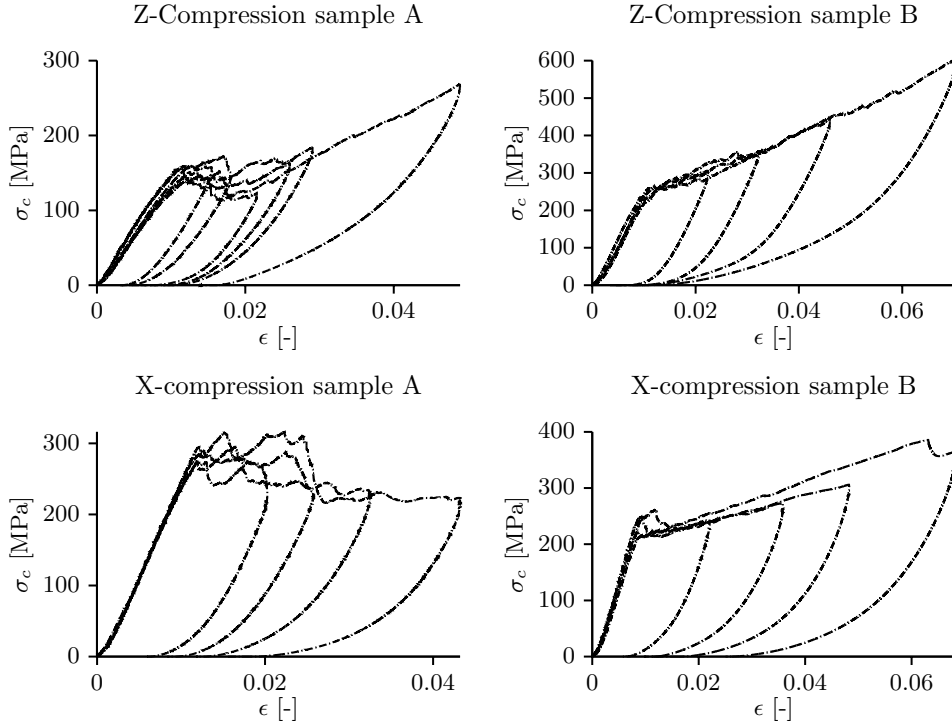 Z-Compression sample A
σc [MPa]
300
200
100
0
0
0.02
0.04
ϵ [-]
Z-Compression sample B
σc [MPa]
600
500
400
300
200
100
0
0
0.02
0.04
0.06
ϵ [-]
X-compression sample A
σc [MPa]
300
200
100
0
0
0.02
0.04
ϵ [-]
X-compression sample B
σc [MPa]
400
300
200
100
0
0
0.02
0.04
0.06
ϵ [-]